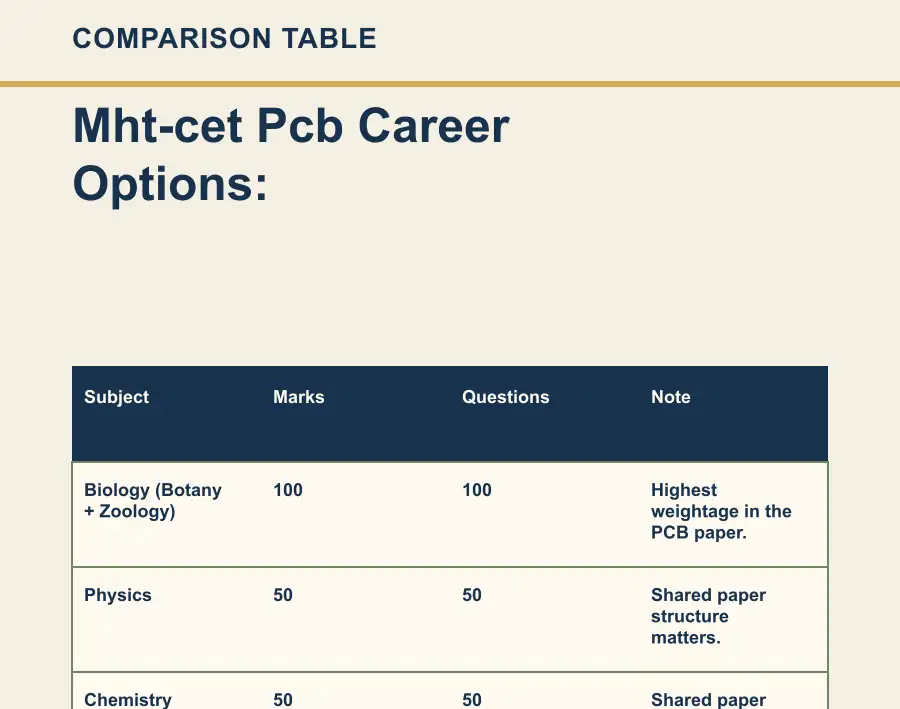 COMPARISON TABLE
Mht-cet Pcb Career
Options:
Subject Marks Questions Note
Biology (Botany 100 100 Highest
+ Zoology) weightage in the
PCB paper.
Physics 50 50 Shared paper
structure
matters.
Chemistry 50 50 Shared paper